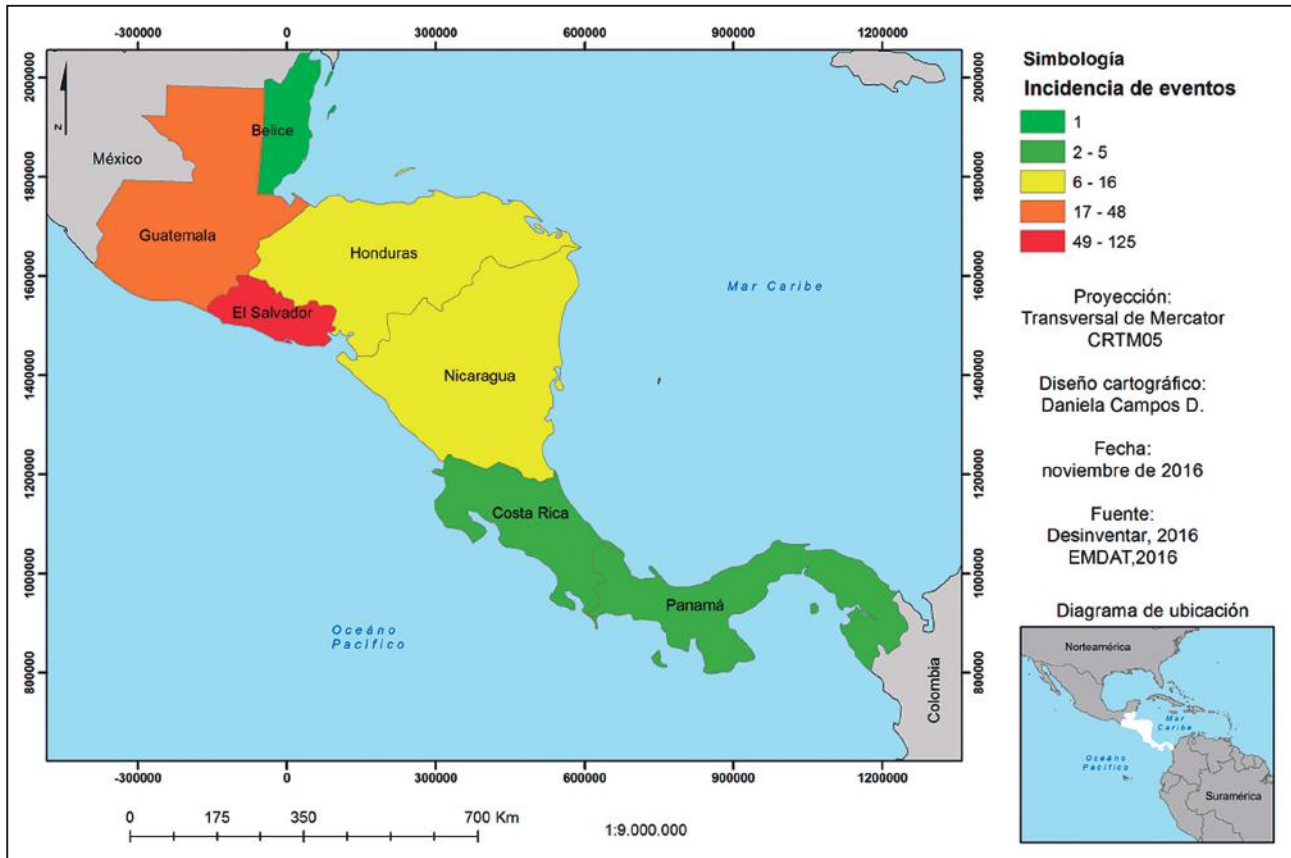 -300000
0
300000
600000
900000
1200000
2000000
2000000
N
México
Belice
1800000
1800000
Guatemala
Honduras
1600000
1600000
El Salvador
Mar Caribe
Nicaragua
1400000
1400000
1200000
1200000
Costa Rica
1000000
1000000
Panamá
Oceáno
Pacífico
800000
800000
Colombia
-300000
0
300000
600000
900000
1200000
0
175
350
700 Km
1:9.000.000
Simbología
Incidencia de eventos
1
2 - 5
6 - 16
17 - 48
49 - 125
Proyección:
Transversal de Mercator
CRTM05
Diseño cartográfico:
Daniela Campos D.
Fecha:
noviembre de 2016
Fuente:
Desinventar, 2016
EMDAT,2016
Diagrama de ubicación
Norteamérica
Mar
Caribe
Oceáno
Pacífico
Suramérica